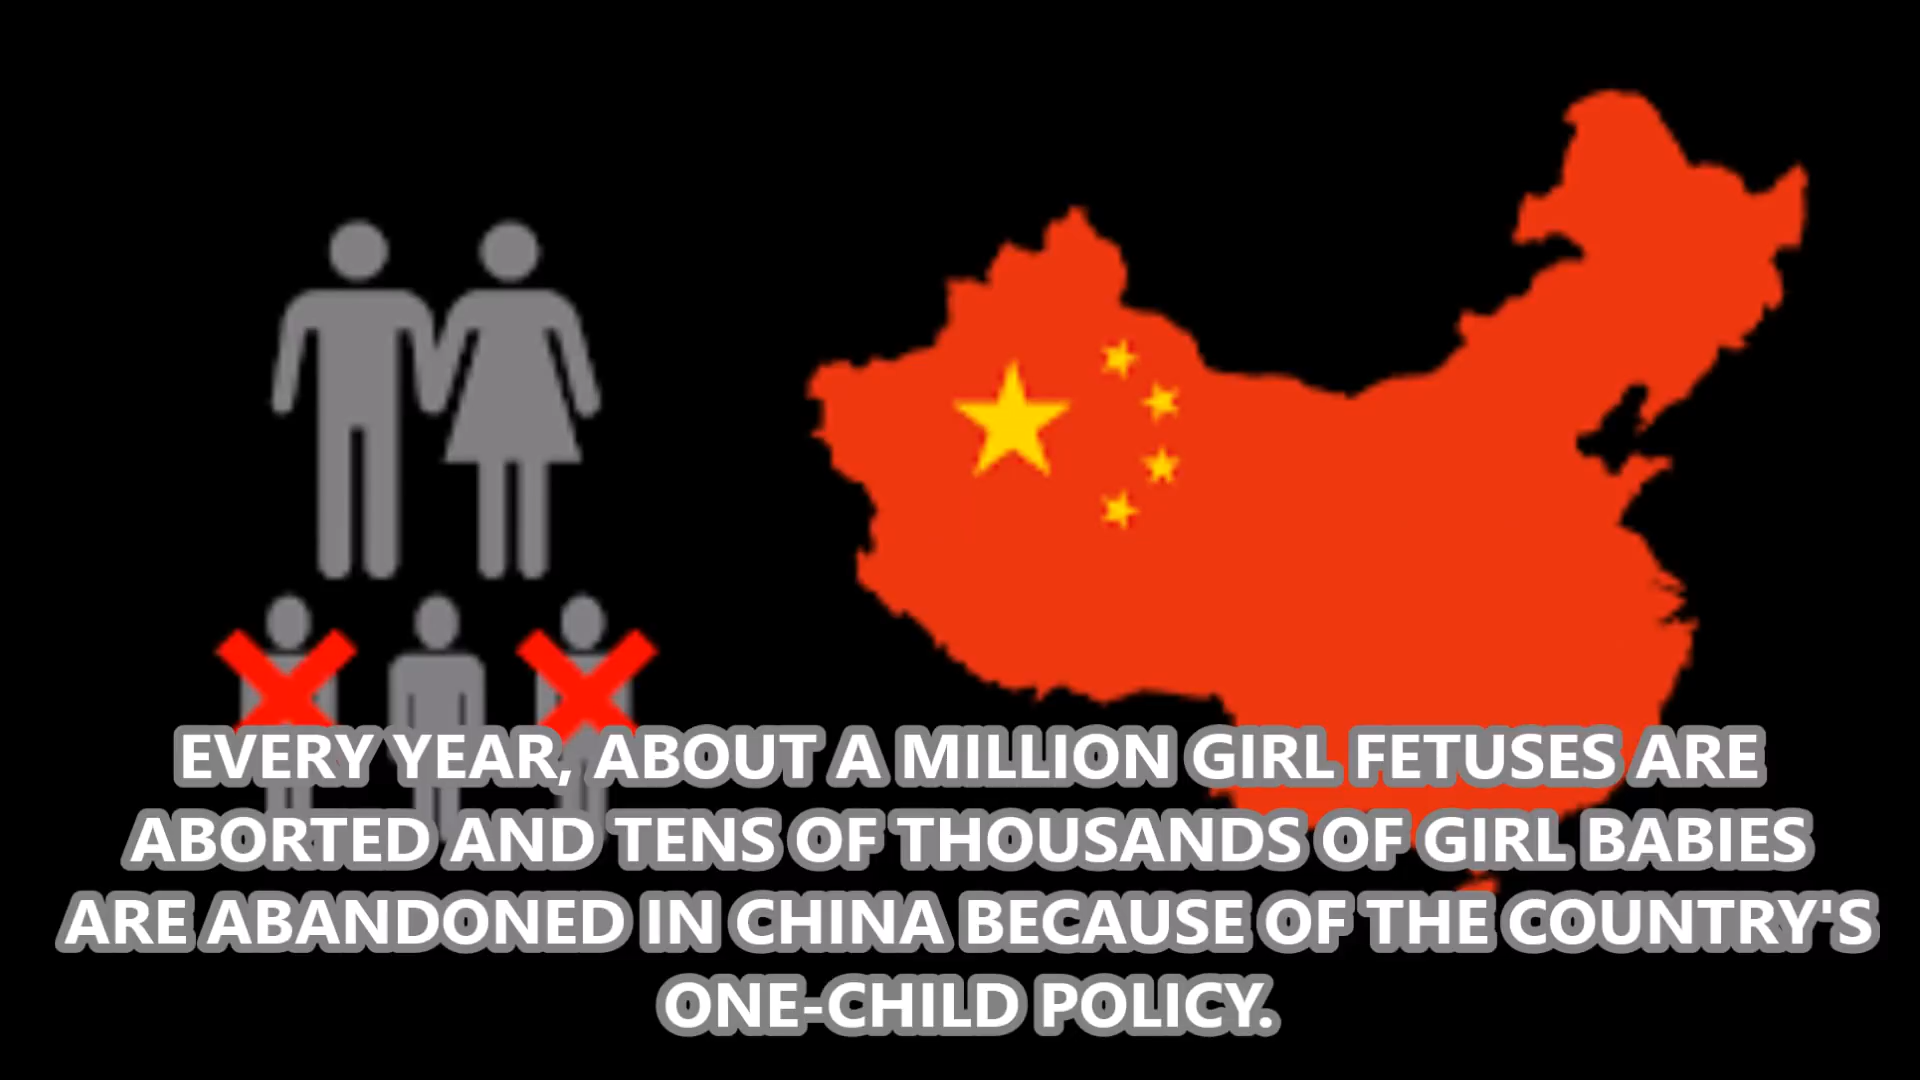 EVERY YEAR, ABOUT A MILLION GIRL FETUSES ARE
ABORTED AND TENS OF THOUSANDS OF GIRL BABIES
ARE ABANDONED IN CHINA BECAUSE OF THE COUNTRY'S
ONE-CHILD POLICY.